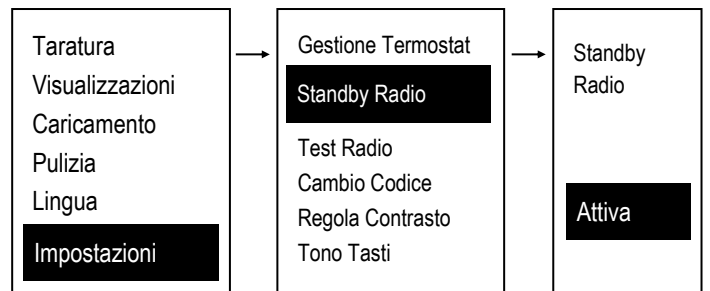 Taratura
Visualizzazioni
Caricamento
Pulizia
Lingua
Impostazioni
Gestione Termostat
Standby Radio
Test Radio
Cambio Codice
Regola Contrasto
Tono Tasti
Standby
Radio
Attiva